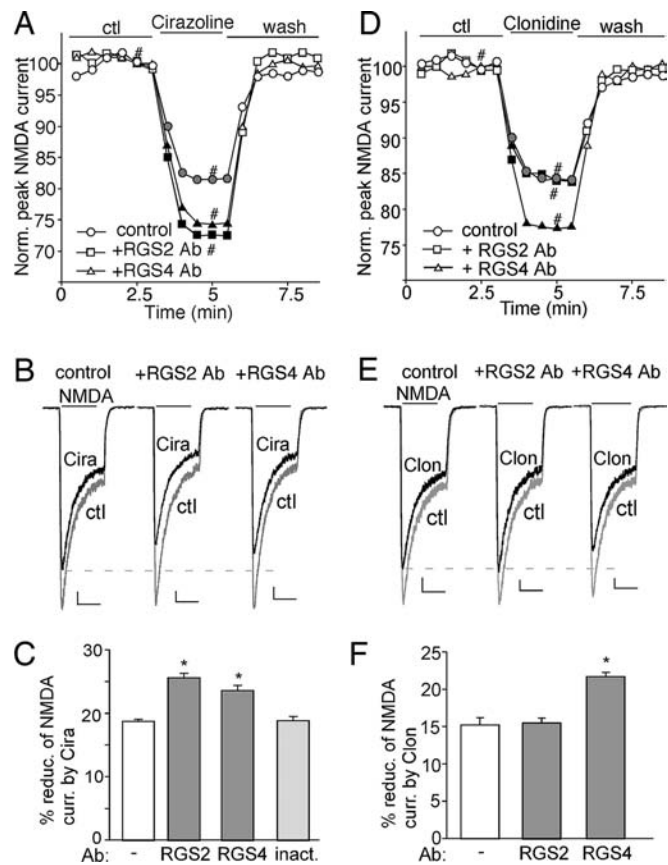 A
ctl
Cirazoline
wash
#
100
95
90
85
80
75
70
Norm. peak NMDA current
#
#
#
control
+RGS2 Ab
+RGS4 Ab
0
2.5
5
7.5
Time (min)
D
ctl
Clonidine
wash
#
100
95
90
85
80
75
Norm. peak NMDA current
#
#
#
control
+ RGS2 Ab
+ RGS4 Ab
0
2.5
5
7.5
Time (min)
B
control
+RGS2 Ab
+RGS4 Ab
NMDA
Cira
Cira
Cira
ctl
ctl
ctl
E
control
+RGS2 Ab
+RGS4 Ab
NMDA
Clon
Clon
Clon
ctl
ctl
ctl
C
% reduc. of NMDA
curr. by Cira
30
20
10
0
*
*
Ab:
-
RGS2
RGS4
inact.
F
% reduc. of NMDA
curr. by Clon
25
20
15
10
5
0
*
Ab:
-
RGS2
RGS4